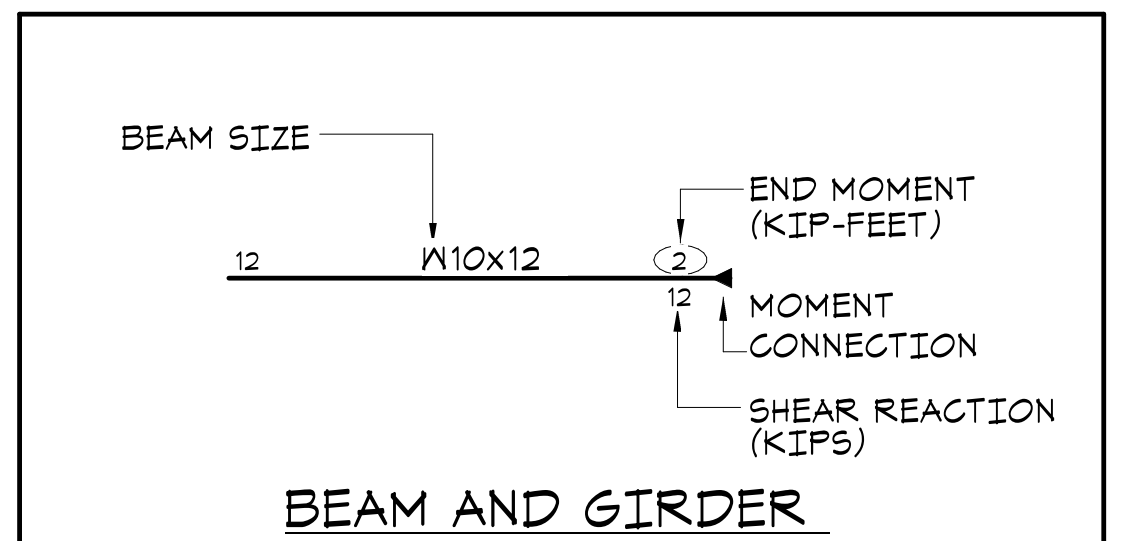 BEAM SIZE
END MOMENT
(KIP-FEET)
12
W10x12
2
12
MOMENT
CONNECTION
SHEAR REACTION
(KIPS)
BEAM AND GIRDER